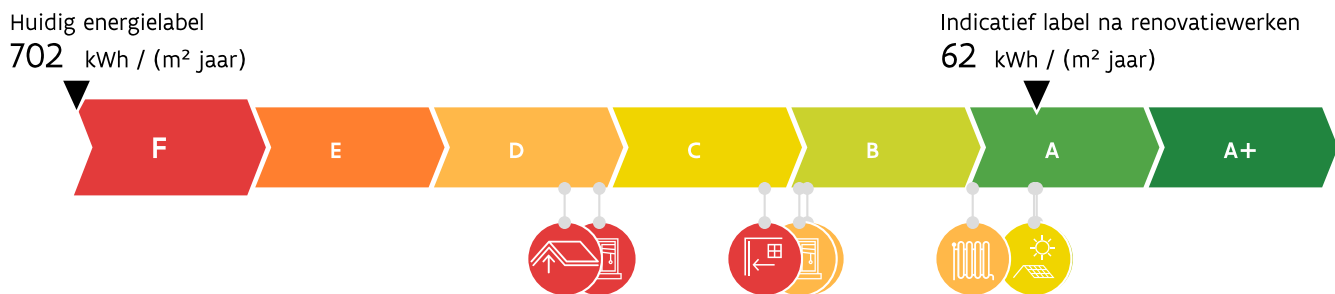 Huidig energielabel
702 kWh / (m² jaar)
Indicatief label na renovatiewerken
62 kWh / (m² jaar)
F E D C B A A+